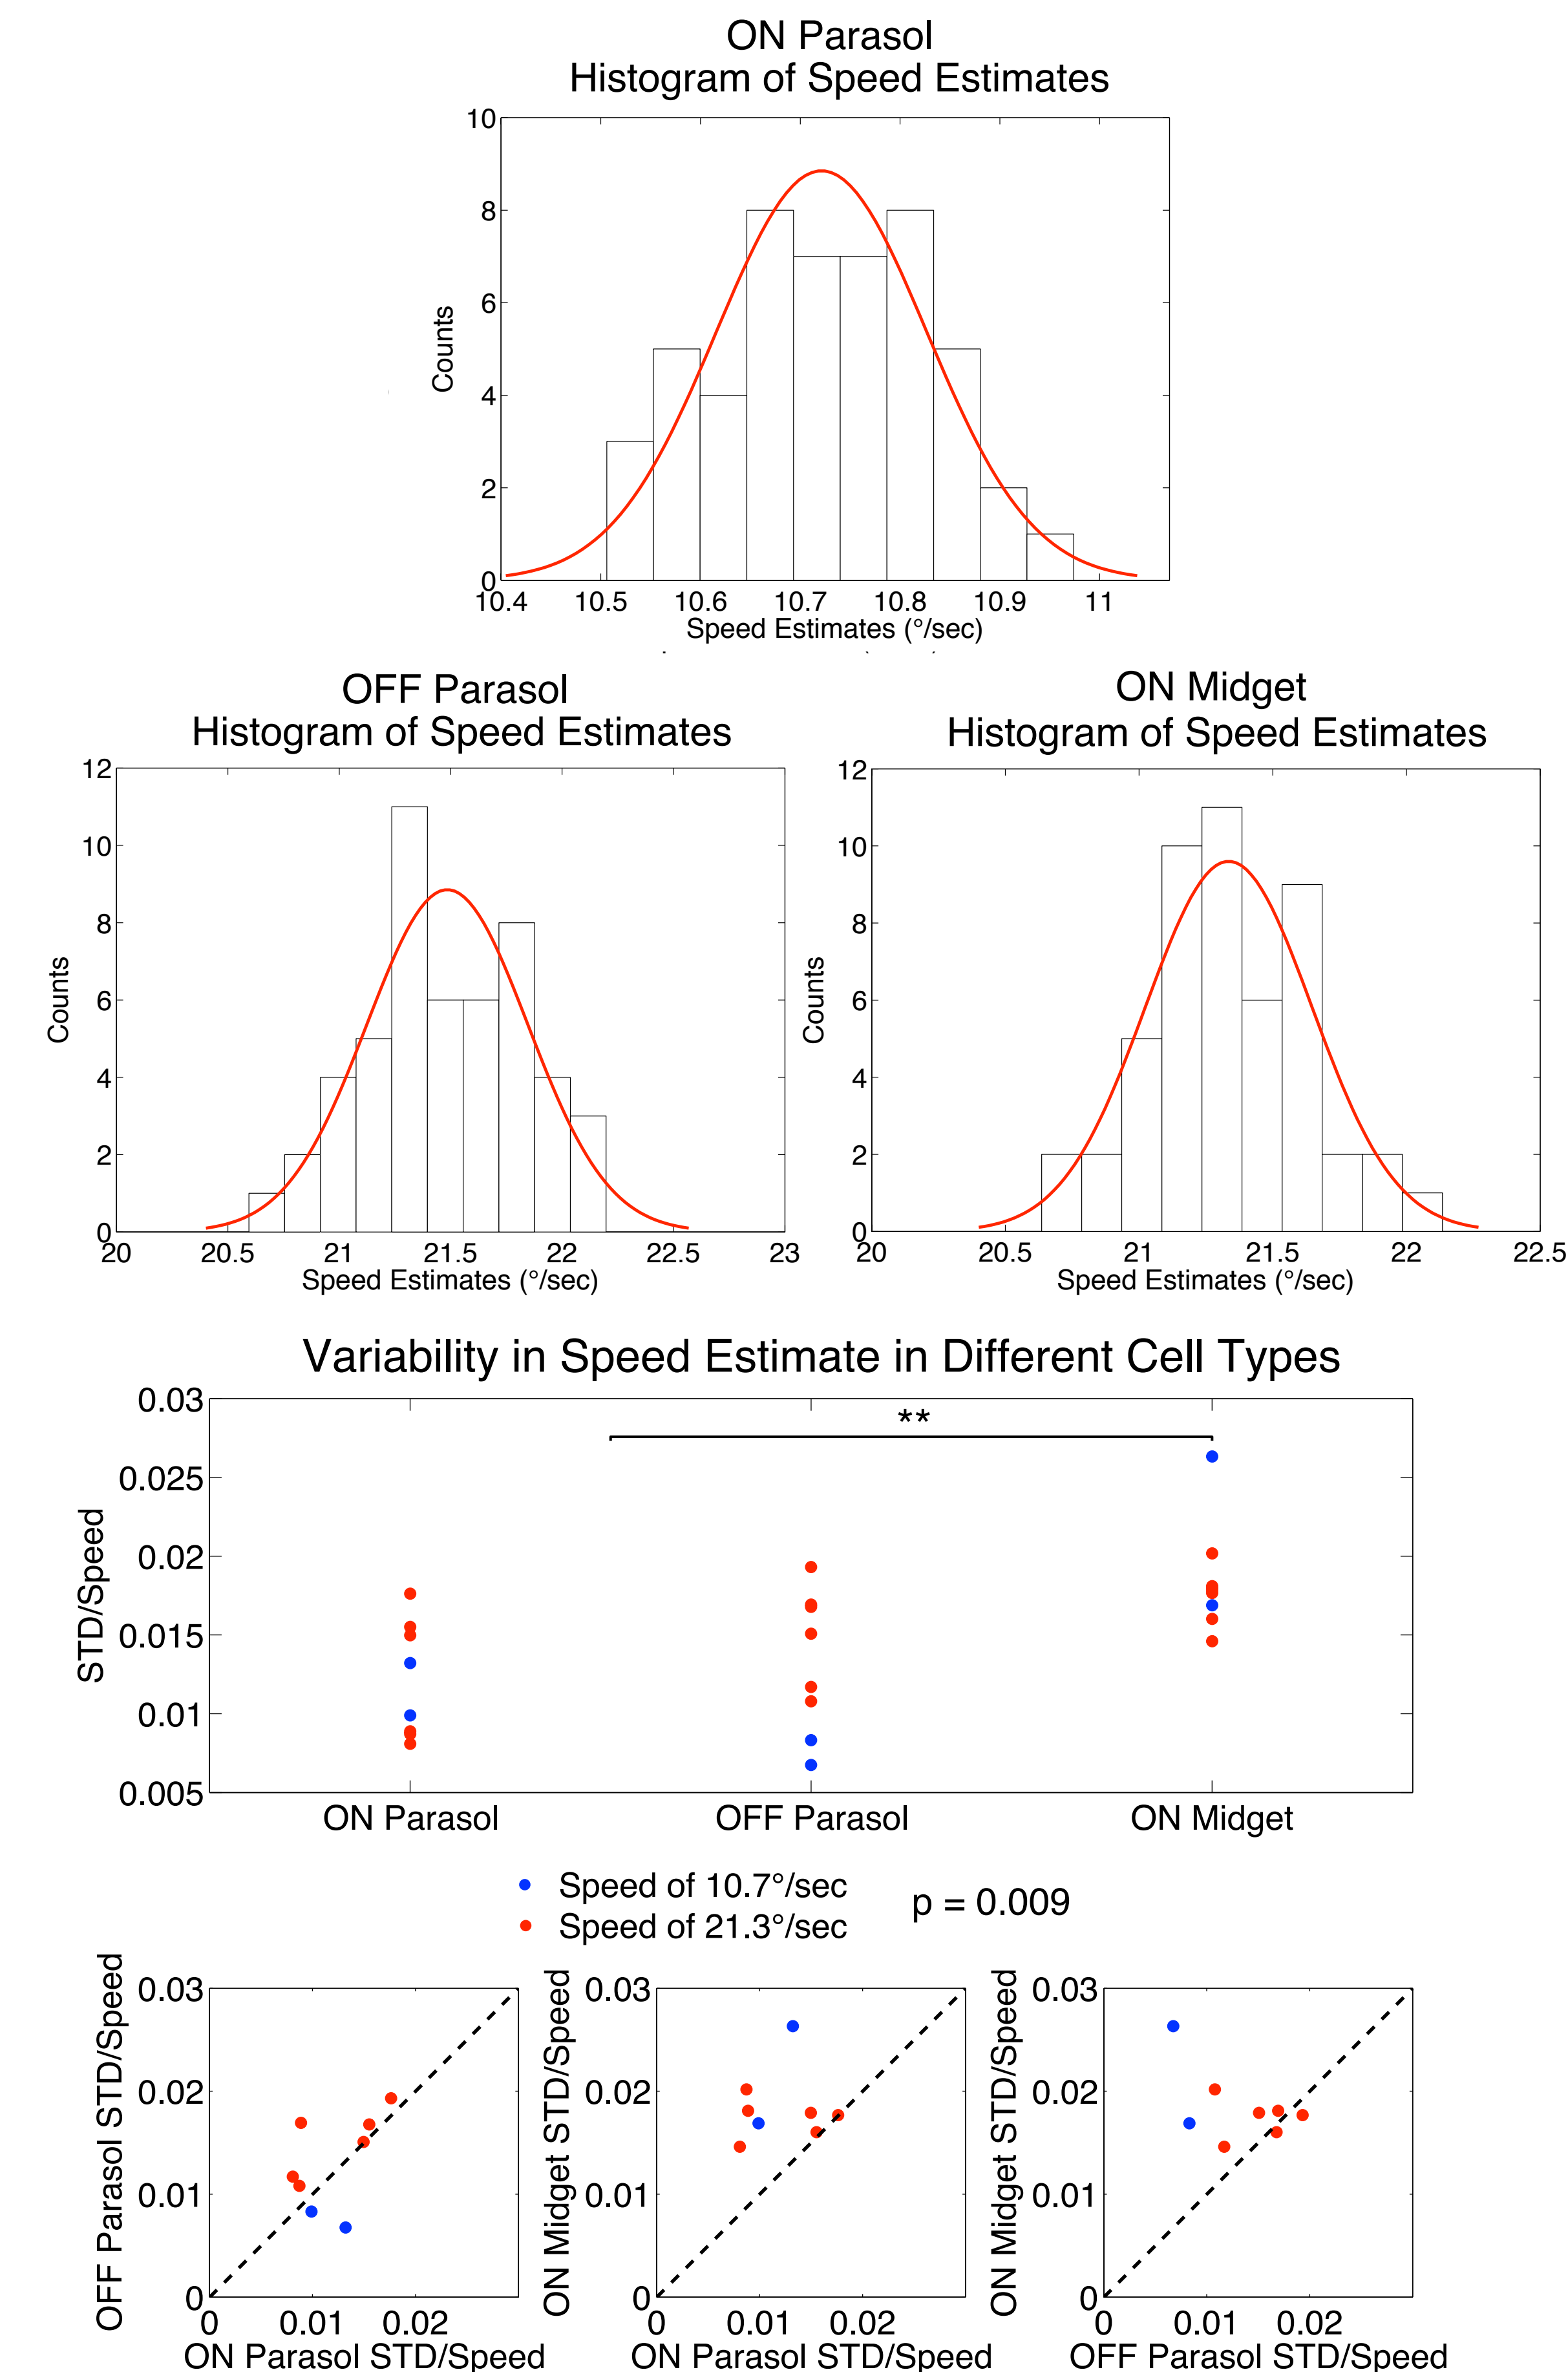 ON Parasol
Histogram of Speed Estimates
10
8
6
4
2
0
Counts
10.4 10.5 10.6 10.7 10.8 10.9 11
Speed Estimates (°/sec)
OFF Parasol
Histogram of Speed Estimates
12
10
8
6
4
2
0
Counts
20 20.5 21 21.5 22 22.5 23
Speed Estimates (°/sec)
ON Midget
Histogram of Speed Estimates
12
10
8
6
4
2
0
Counts
20 20.5 21 21.5 22 22.5
Speed Estimates (°/sec)
Variability in Speed Estimate in Different Cell Types
**
0.03
0.025
0.02
0.015
0.01
0.005
STD/Speed
ON Parasol OFF Parasol ON Midget
Speed of 10.7°/sec
Speed of 21.3°/sec
p = 0.009
0.03
0.02
0.01
0
OFF Parasol STD/Speed
0 0.01 0.02
ON Parasol STD/Speed
0.03
0.02
0.01
0
ON Midget STD/Speed
0 0.01 0.02
ON Parasol STD/Speed
0.03
0.02
0.01
0
ON Midget STD/Speed
0 0.01 0.02
OFF Parasol STD/Speed